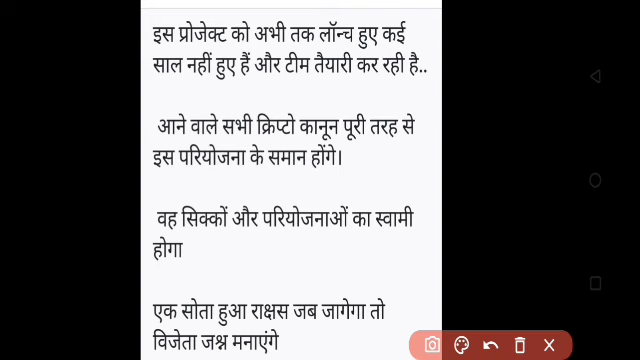 इस प्रोजेक्ट को अभी तक लॉन्च हुए कई
साल नहीं हुए हैं और टीम तैयारी कर रही है..
आने वाले सभी क्रिप्टो कानून पूरी तरह से
इस परियोजना के समान होंगे।
वह सिक्कों और परियोजनाओं का स्वामी
होगा
एक सोता हुआ राक्षस जब जागेगा तो
विजेता जश्न मनाएंगे